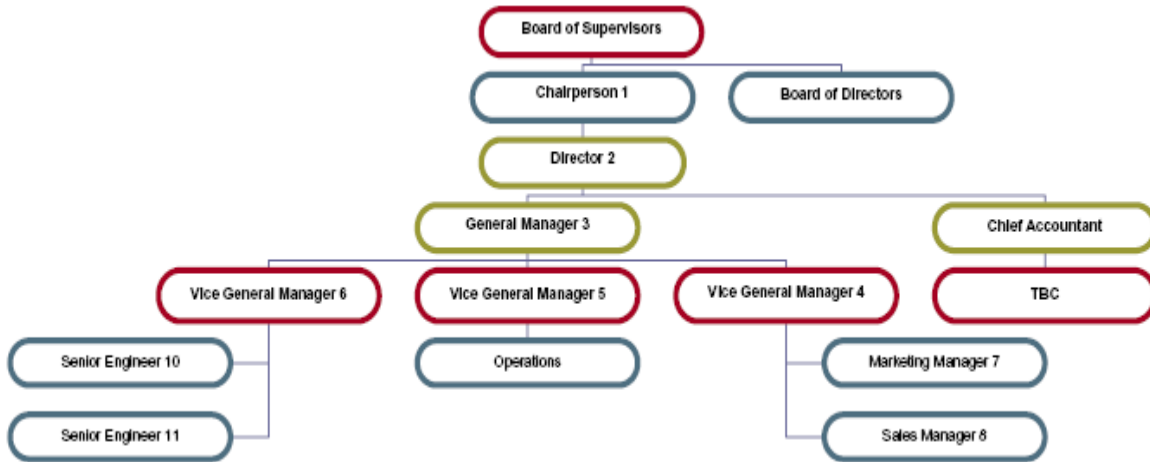 Board of Supervisors
Chairperson 1
Board of Directors
Director 2
General Manager 3
Chief Accountant
Vice General Manager 6
Vice General Manager 5
Vice General Manager 4
TBC
Senior Engineer 10
Operations
Marketing Manager 7
Senior Engineer 11
Sales Manager 8